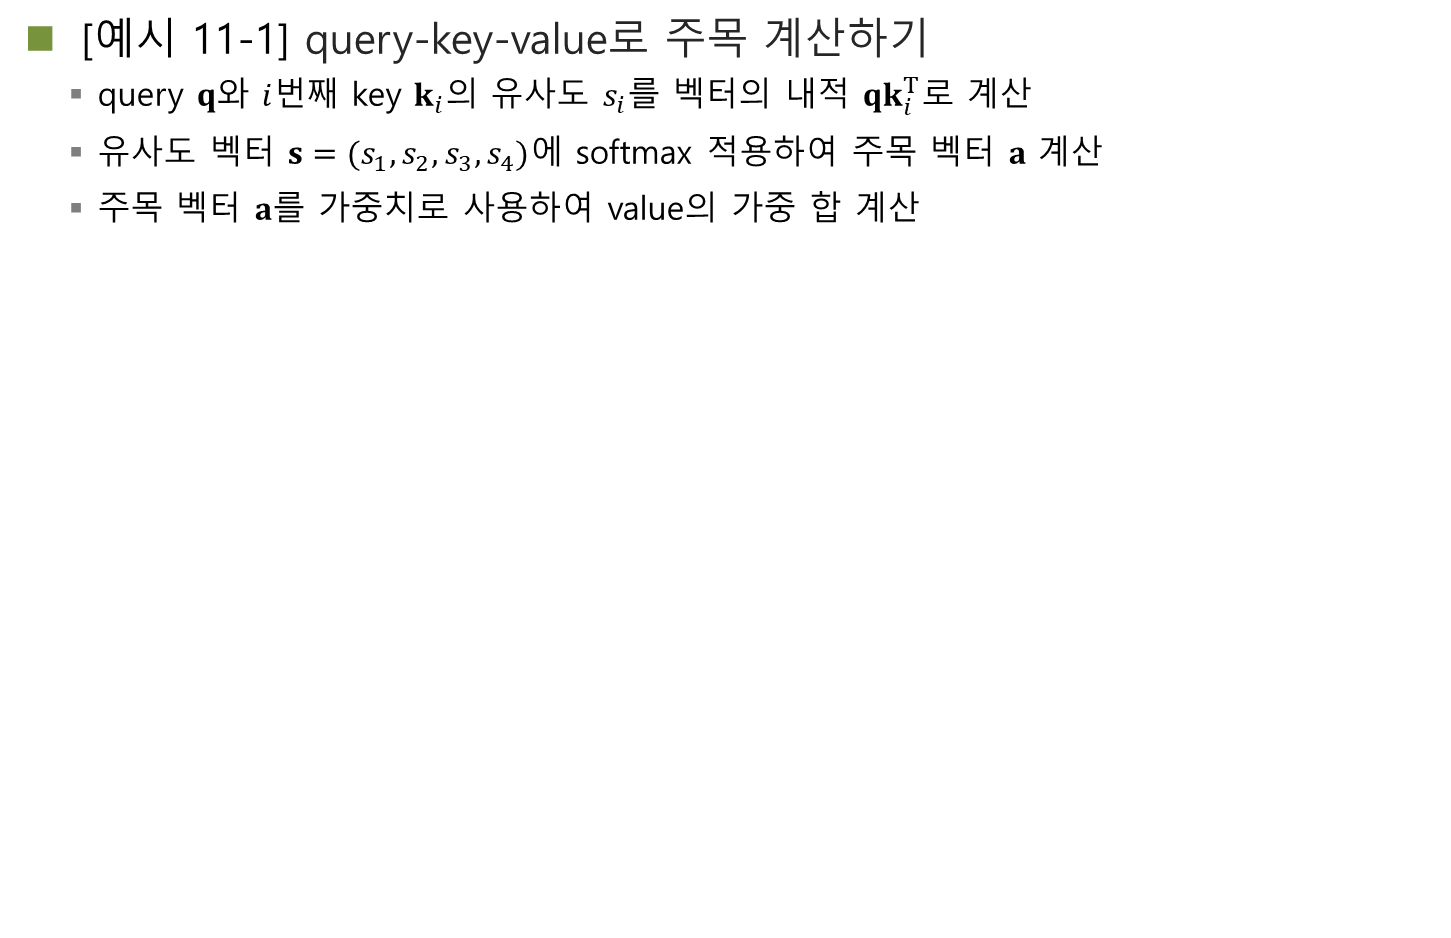 ■ [예시 11-1] query-key-value로 주목 계산하기
▪ query 𝐪와 𝑖번째 key 𝐤ᵢ의 유사도 𝑠ᵢ를 벡터의 내적 𝐪𝐤ᵢᵀ로 계산
▪ 유사도 벡터 𝐬 = (𝑠₁, 𝑠₂, 𝑠₃, 𝑠₄)에 softmax 적용하여 주목 벡터 𝐚 계산
▪ 주목 벡터 𝐚를 가중치로 사용하여 value의 가중 합 계산